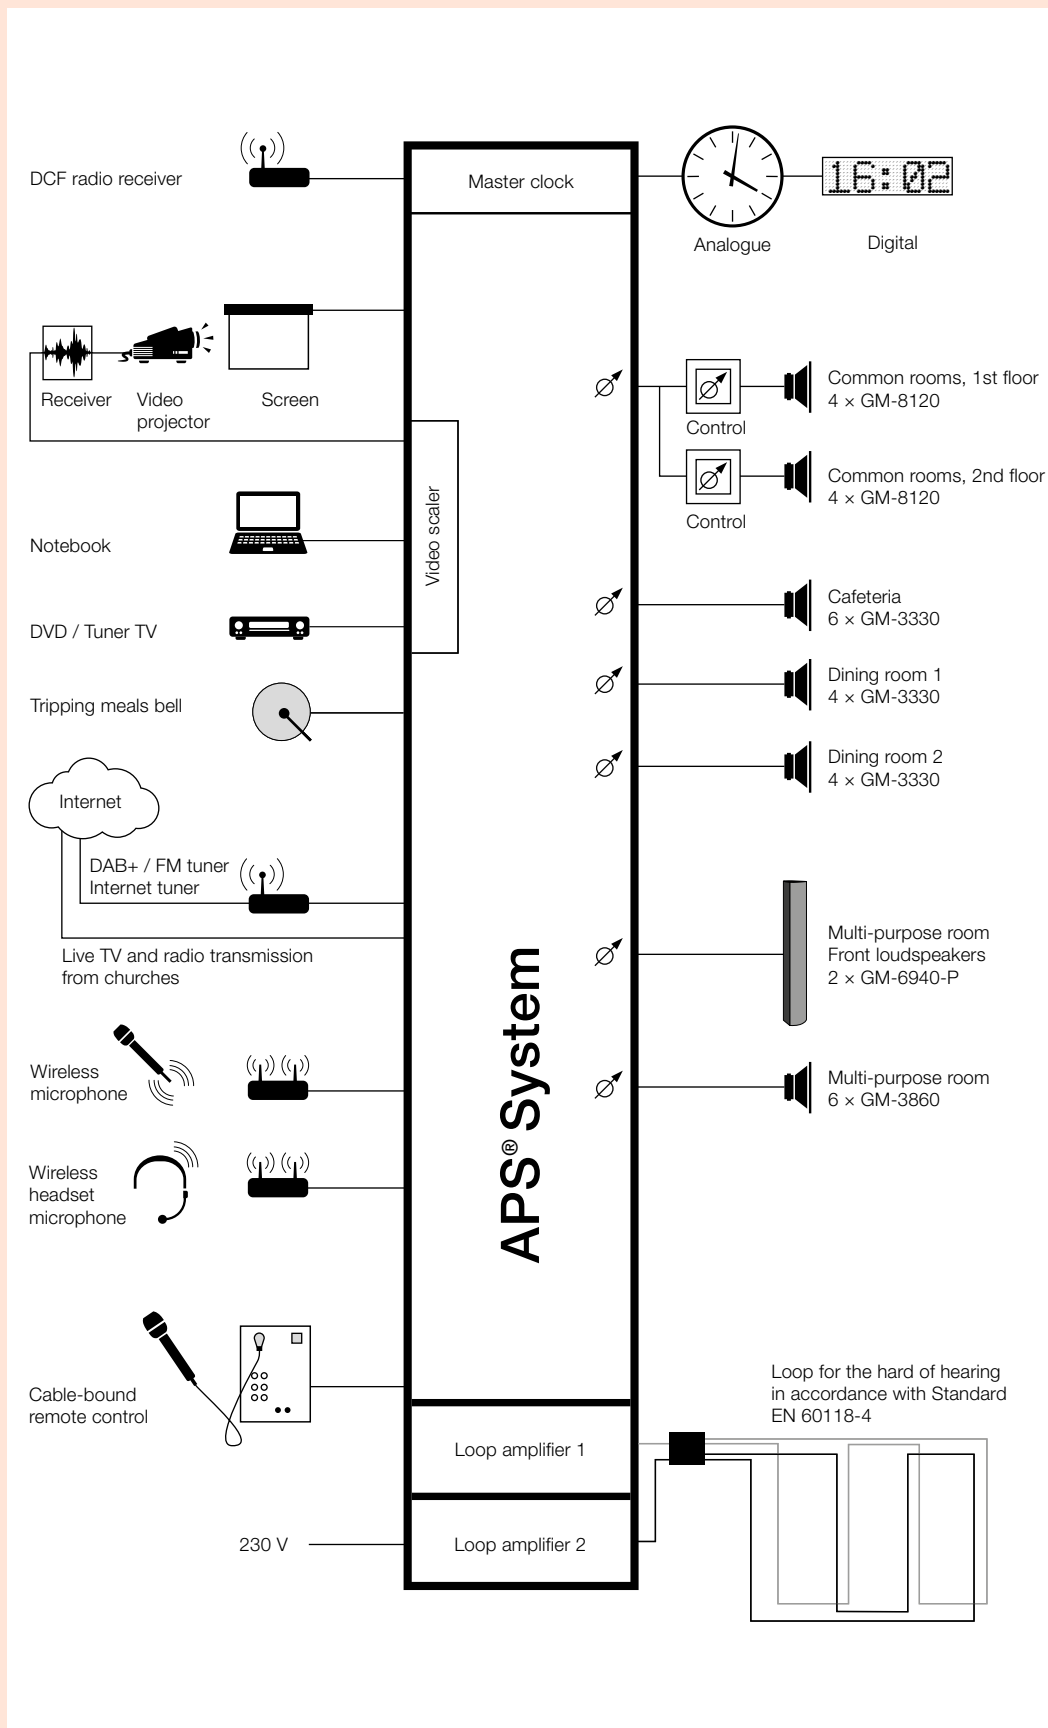 DCF radio receiver
Master clock
16:02
Analogue
Digital
Receiver
Video
projector
Screen
Common rooms, 1st floor
4 × GM-8120
Control
Common rooms, 2nd floor
4 × GM-8120
Control
Video scaler
Notebook
DVD / Tuner TV
Tripping meals bell
Cafeteria
6 × GM-3330
Dining room 1
4 × GM-3330
Dining room 2
4 × GM-3330
Internet
DAB+ / FM tuner
Internet tuner
Live TV and radio transmission
from churches
APS® System
Multi-purpose room
Front loudspeakers
2 × GM-6940-P
Wireless
microphone
Multi-purpose room
6 × GM-3860
Wireless
headset
microphone
Cable-bound
remote control
Loop for the hard of hearing
in accordance with Standard
EN 60118-4
Loop amplifier 1
230 V
Loop amplifier 2